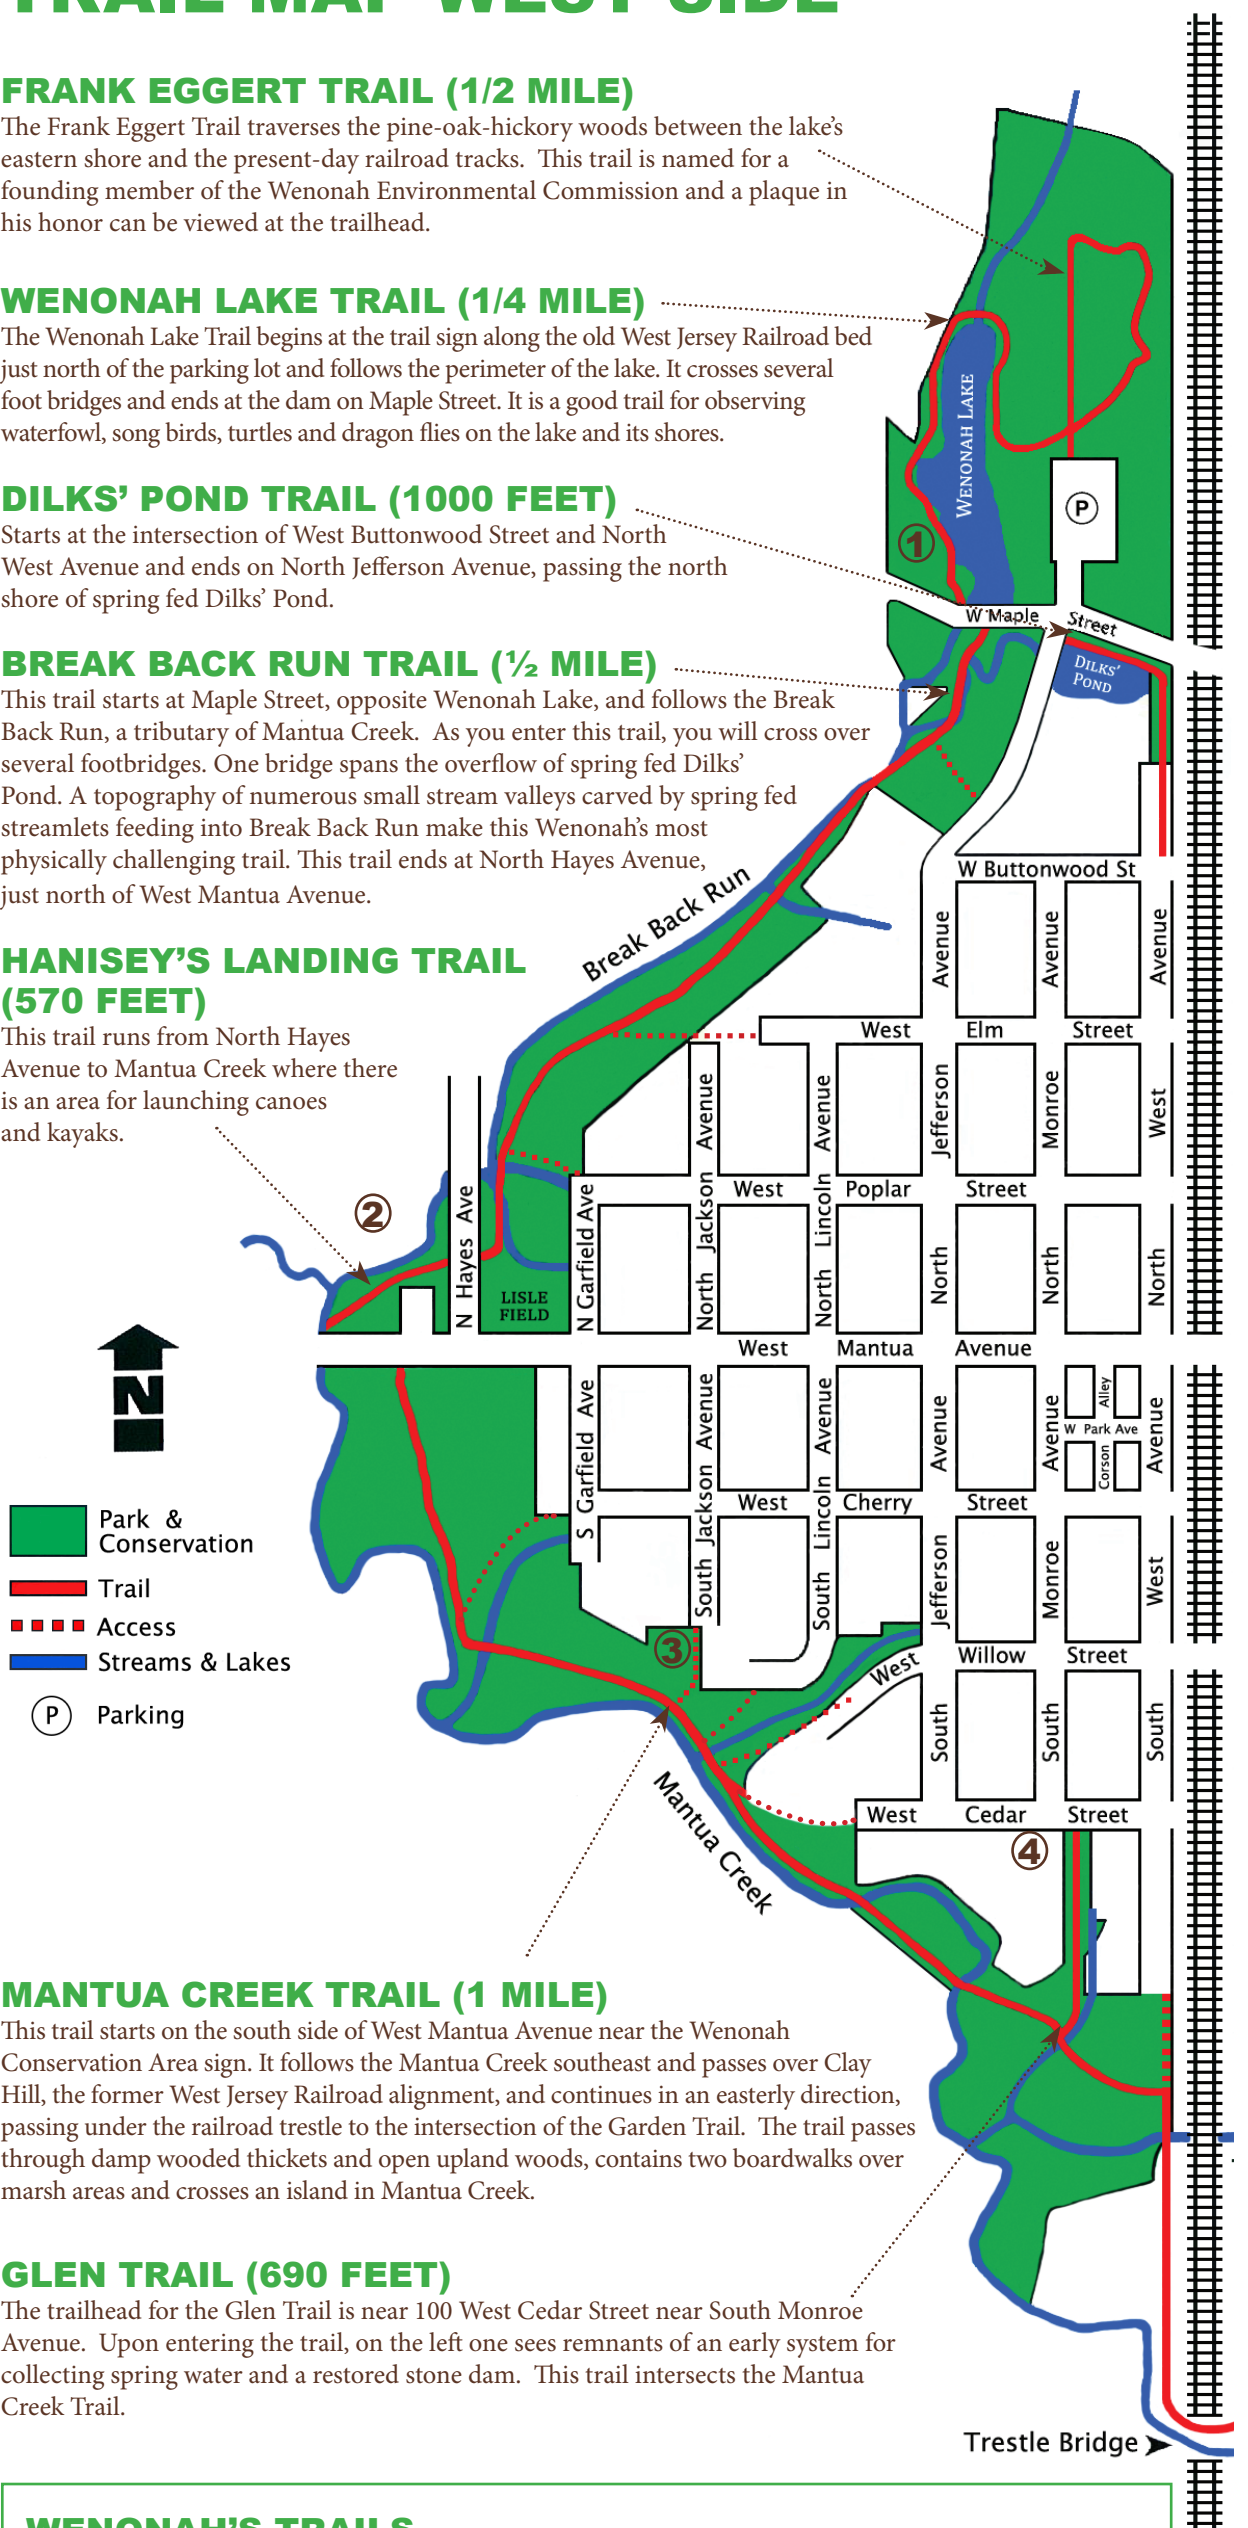 TRAIL MAP WEST SIDE
FRANK EGGERT TRAIL (1/2 MILE)
The Frank Eggert Trail traverses the pine-oak-hickory woods between the lake's
eastern shore and the present-day railroad tracks. This trail is named for a
founding member of the Wenonah Environmental Commission and a plaque in
his honor can be viewed at the trailhead.
WENONAH LAKE TRAIL (1/4 MILE)
The Wenonah Lake Trail begins at the trail sign along the old West Jersey Railroad bed
just north of the parking lot and follows the perimeter of the lake. It crosses several
foot bridges and ends at the dam on Maple Street. It is a good trail for observing
waterfowl, song birds, turtles and dragon flies on the lake and its shores.
DILKS' POND TRAIL (1000 FEET)
Starts at the intersection of West Buttonwood Street and North
West Avenue and ends on North Jefferson Avenue, passing the north
shore of spring fed Dilks' Pond.
BREAK BACK RUN TRAIL (½ MILE)
This trail starts at Maple Street, opposite Wenonah Lake, and follows the Break
Back Run, a tributary of Mantua Creek. As you enter this trail, you will cross over
several footbridges. One bridge spans the overflow of spring fed Dilks'
Pond. A topography of numerous small stream valleys carved by spring fed
streamlets feeding into Break Back Run make this Wenonah's most
physically challenging trail. This trail ends at North Hayes Avenue,
just north of West Mantua Avenue.
HANISEY'S LANDING TRAIL
(570 FEET)
This trail runs from North Hayes
Avenue to Mantua Creek where there
is an area for launching canoes
and kayaks.
WENONAH LAKE
P
1
W Maple Street
DILKS'
POND
Break Back Run
W Buttonwood St
Avenue
Avenue
Avenue
West Elm Street
Avenue
Avenue
Jefferson
Monroe
West
2
West Poplar Street
N Hayes Ave
N Garfield Ave
North Jackson
North Lincoln
North
North
North
LISLE
FIELD
West Mantua Avenue
N
S Garfield Ave
South Jackson Avenue
South Lincoln Avenue
Avenue
Avenue
Alley
W Park Ave
Corson
Avenue
West Cherry Street
Jefferson
Monroe
West
Park &
Conservation
Trail
Access
Streams & Lakes
P Parking
3
West Willow Street
South
South
South
Mantua Creek
West Cedar Street
4
MANTUA CREEK TRAIL (1 MILE)
This trail starts on the south side of West Mantua Avenue near the Wenonah
Conservation Area sign. It follows the Mantua Creek southeast and passes over Clay
Hill, the former West Jersey Railroad alignment, and continues in an easterly direction,
passing under the railroad trestle to the intersection of the Garden Trail. The trail passes
through damp wooded thickets and open upland woods, contains two boardwalks over
marsh areas and crosses an island in Mantua Creek.
GLEN TRAIL (690 FEET)
The trailhead for the Glen Trail is near 100 West Cedar Street near South Monroe
Avenue. Upon entering the trail, on the left one sees remnants of an early system for
collecting spring water and a restored stone dam. This trail intersects the Mantua
Creek Trail.
Trestle Bridge
WENONAH'S TRAILS